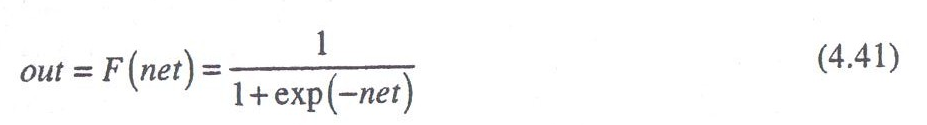 out = F(net) = 1 / (1 + exp(−net)) (4.41)